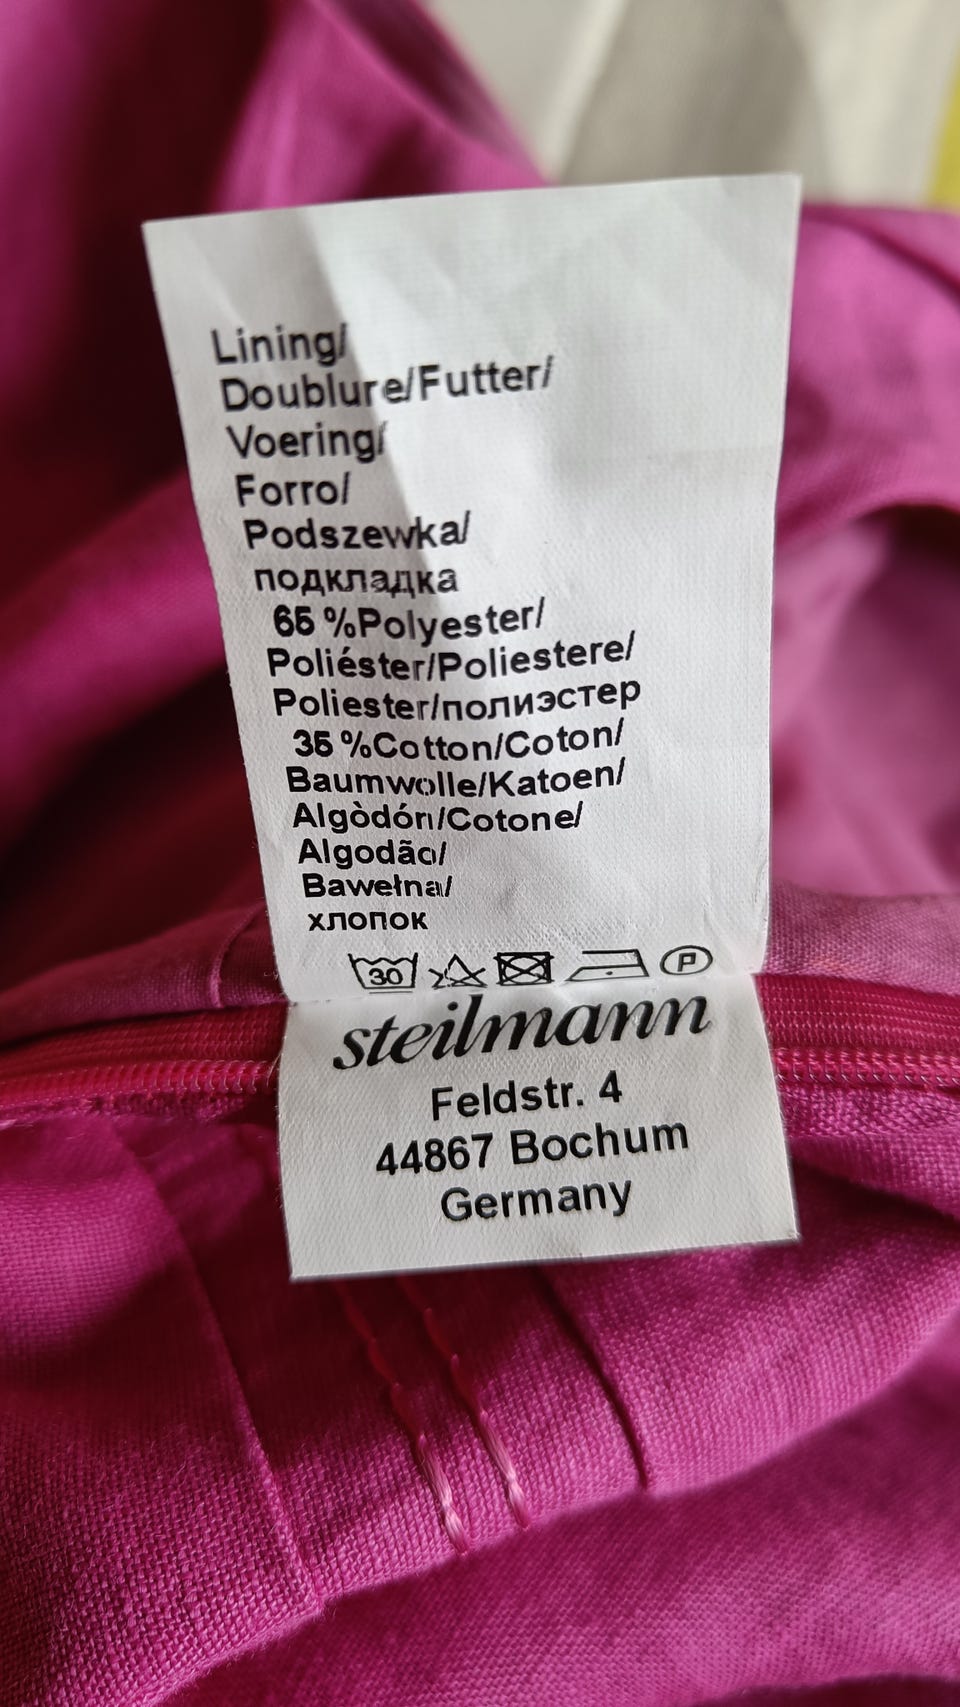 Lining/
Doublure/Futter/
Voering/
Forro/
Podszewka/
подкладка
65 %Polyester/
Poliéster/Poliestere/
Poliester/полиэстер
35 %Cotton/Coton/
Baumwolle/Katoen/
Algòdón/Cotone/
Algodão/
Bawełna/
хлопок
30 P
steilmann
Feldstr. 4
44867 Bochum
Germany